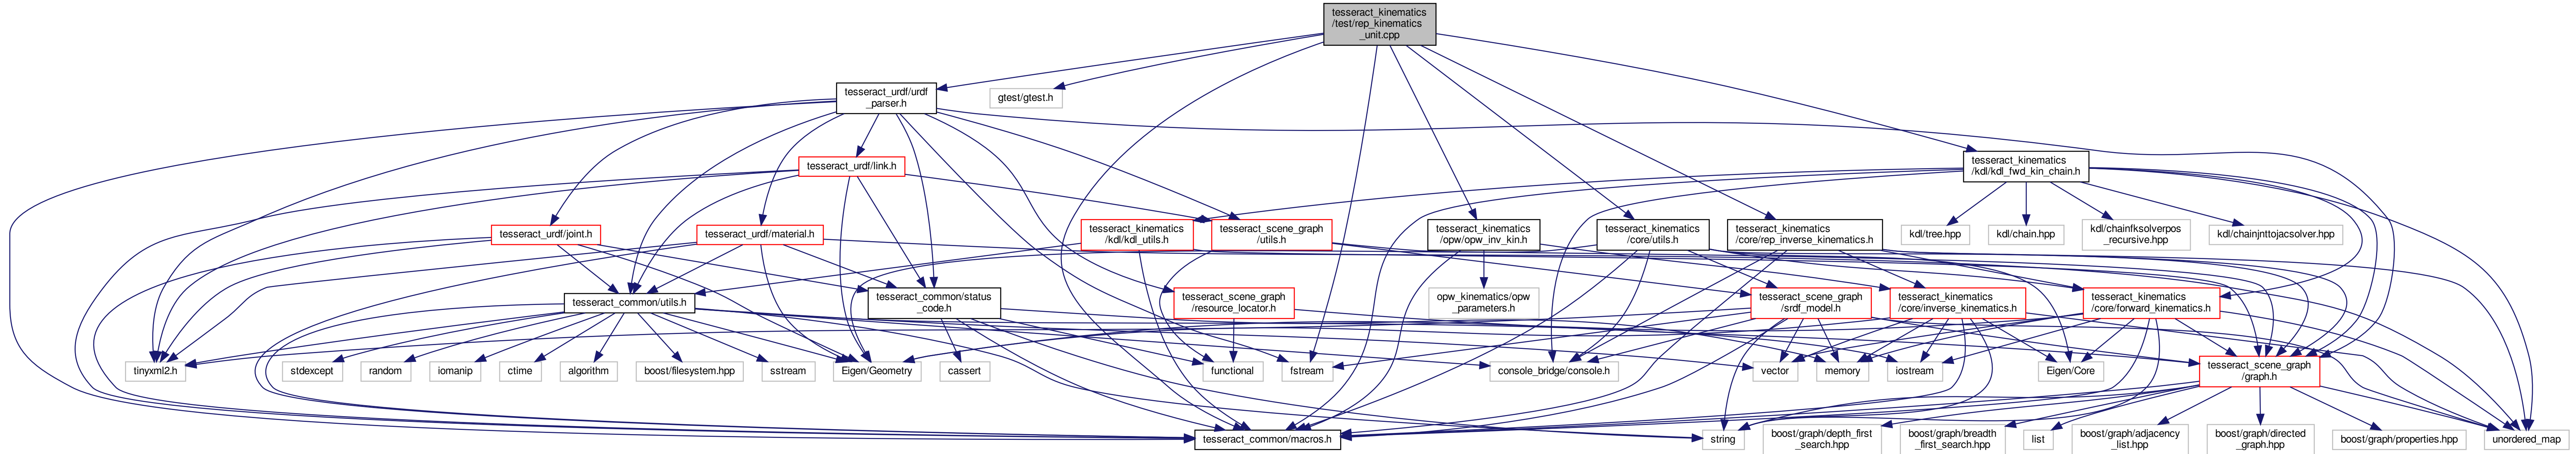 tesseract_kinematics
/test/rep_kinematics
_unit.cpp
tesseract_urdf/urdf
_parser.h
gtest/gtest.h
tesseract_urdf/link.h
tesseract_kinematics
/kdl/kdl_fwd_kin_chain.h
tesseract_urdf/joint.h
tesseract_urdf/material.h
tesseract_kinematics
/kdl/kdl_utils.h
tesseract_scene_graph
/utils.h
tesseract_kinematics
/opw/opw_inv_kin.h
tesseract_kinematics
/core/utils.h
tesseract_kinematics
/core/rep_inverse_kinematics.h
kdl/tree.hpp
kdl/chain.hpp
kdl/chainfksolverpos
_recursive.hpp
kdl/chainjnttojacsolver.hpp
tesseract_common/utils.h
tesseract_common/status
_code.h
tesseract_scene_graph
/resource_locator.h
opw_kinematics/opw
_parameters.h
tesseract_scene_graph
/srdf_model.h
tesseract_kinematics
/core/inverse_kinematics.h
tesseract_kinematics
/core/forward_kinematics.h
tinyxml2.h
stdexcept
random
iomanip
ctime
algorithm
boost/filesystem.hpp
sstream
Eigen/Geometry
cassert
functional
fstream
console_bridge/console.h
vector
memory
iostream
Eigen/Core
tesseract_scene_graph
/graph.h
tesseract_common/macros.h
string
boost/graph/depth_first
_search.hpp
boost/graph/breadth
_first_search.hpp
list
boost/graph/adjacency
_list.hpp
boost/graph/directed
_graph.hpp
boost/graph/properties.hpp
unordered_map